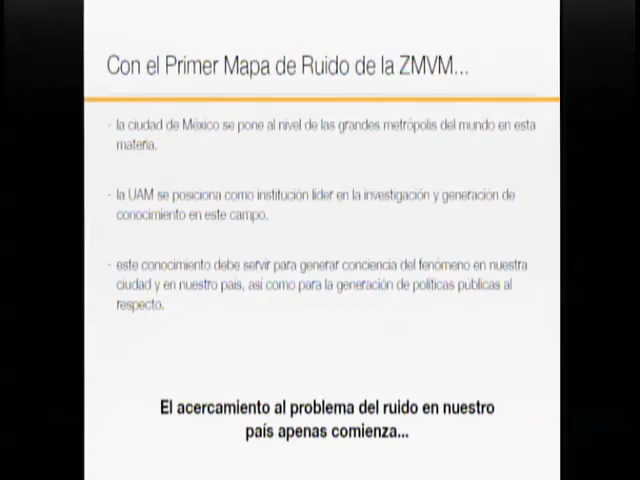 Con el Primer Mapa de Ruido de la ZMVM...
- la ciudad de México se pone al nivel de las grandes metrópolis del mundo en esta
materia.
- la UAM se posiciona como institución líder en la investigación y generación de
conocimiento en este campo.
- este conocimiento debe servir para generar conciencia del fenómeno en nuestra
ciudad y en nuestro país, así como para la generación de políticas públicas al
respecto.
El acercamiento al problema del ruido en nuestro
país apenas comienza...